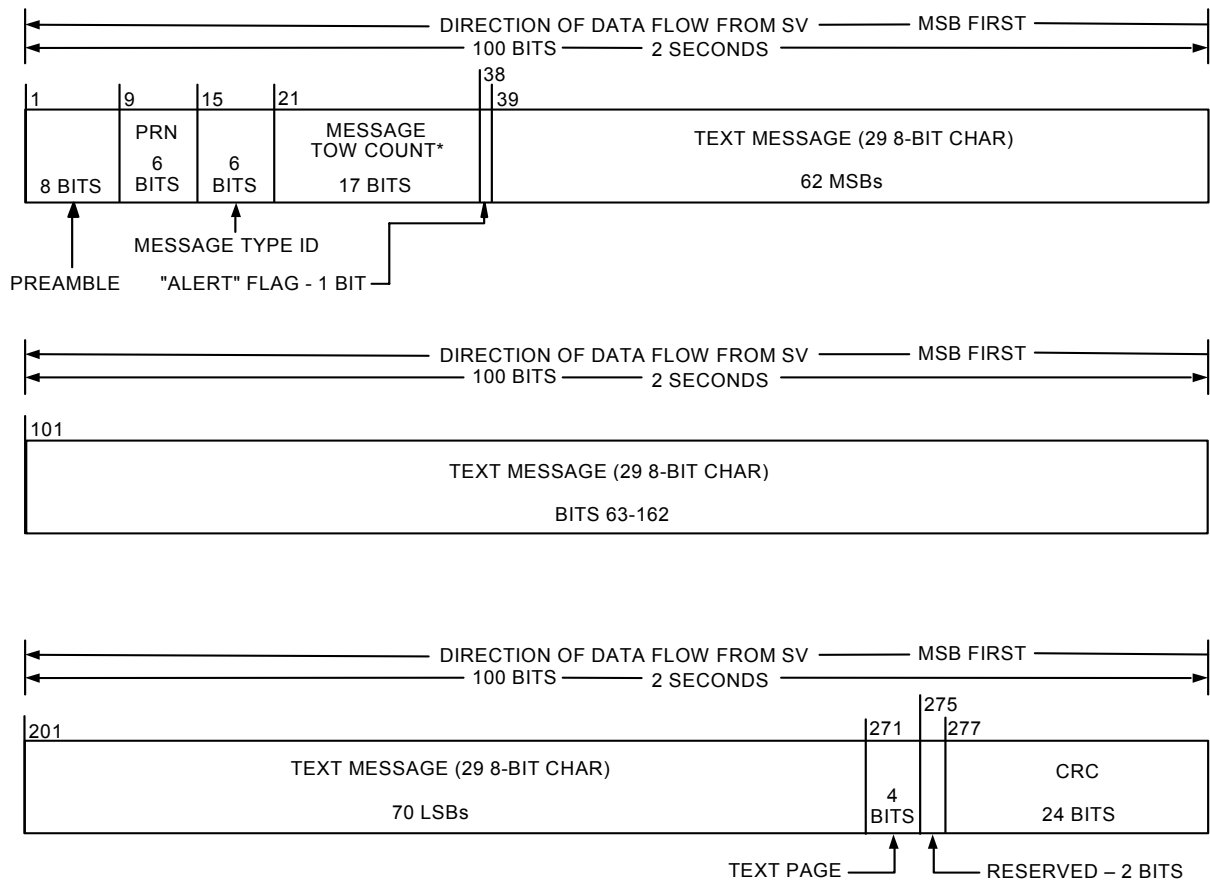 DIRECTION OF DATA FLOW FROM SV MSB FIRST
100 BITS 2 SECONDS
38
1 9 15 21 39
PRN
6
BITS
MESSAGE
TOW COUNT*
17 BITS
TEXT MESSAGE (29 8-BIT CHAR)
62 MSBs
8 BITS
6
BITS
MESSAGE TYPE ID
PREAMBLE
"ALERT" FLAG - 1 BIT
DIRECTION OF DATA FLOW FROM SV MSB FIRST
100 BITS 2 SECONDS
101
TEXT MESSAGE (29 8-BIT CHAR)
BITS 63-162
DIRECTION OF DATA FLOW FROM SV MSB FIRST
100 BITS 2 SECONDS
275
201 271 277
TEXT MESSAGE (29 8-BIT CHAR)
70 LSBs
4
BITS
CRC
24 BITS
TEXT PAGE
RESERVED – 2 BITS